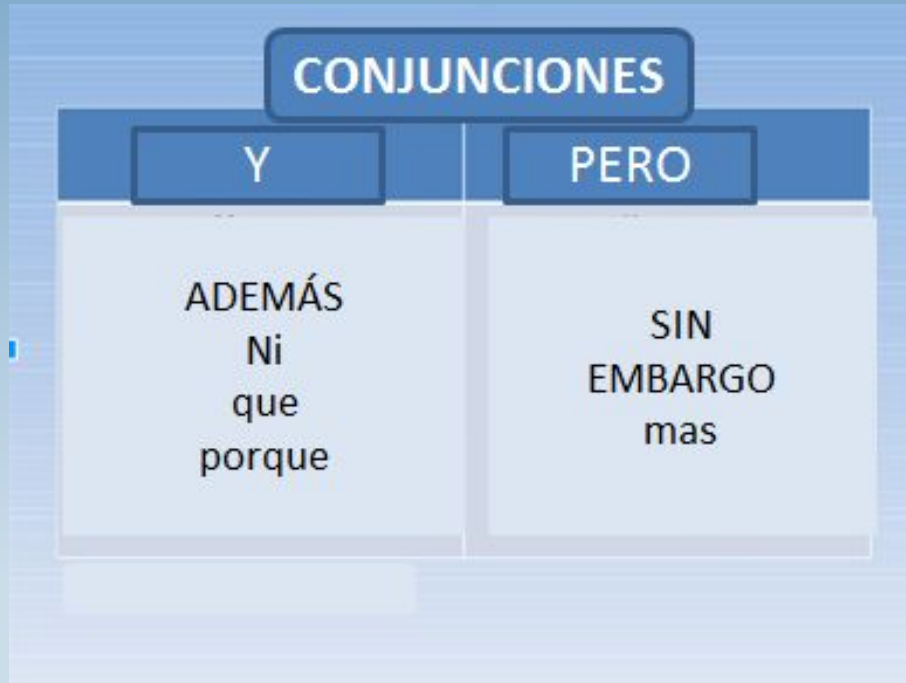 CONJUNCIONES
Y
PERO
ADEMÁS
Ni
que
porque
SIN
EMBARGO
mas